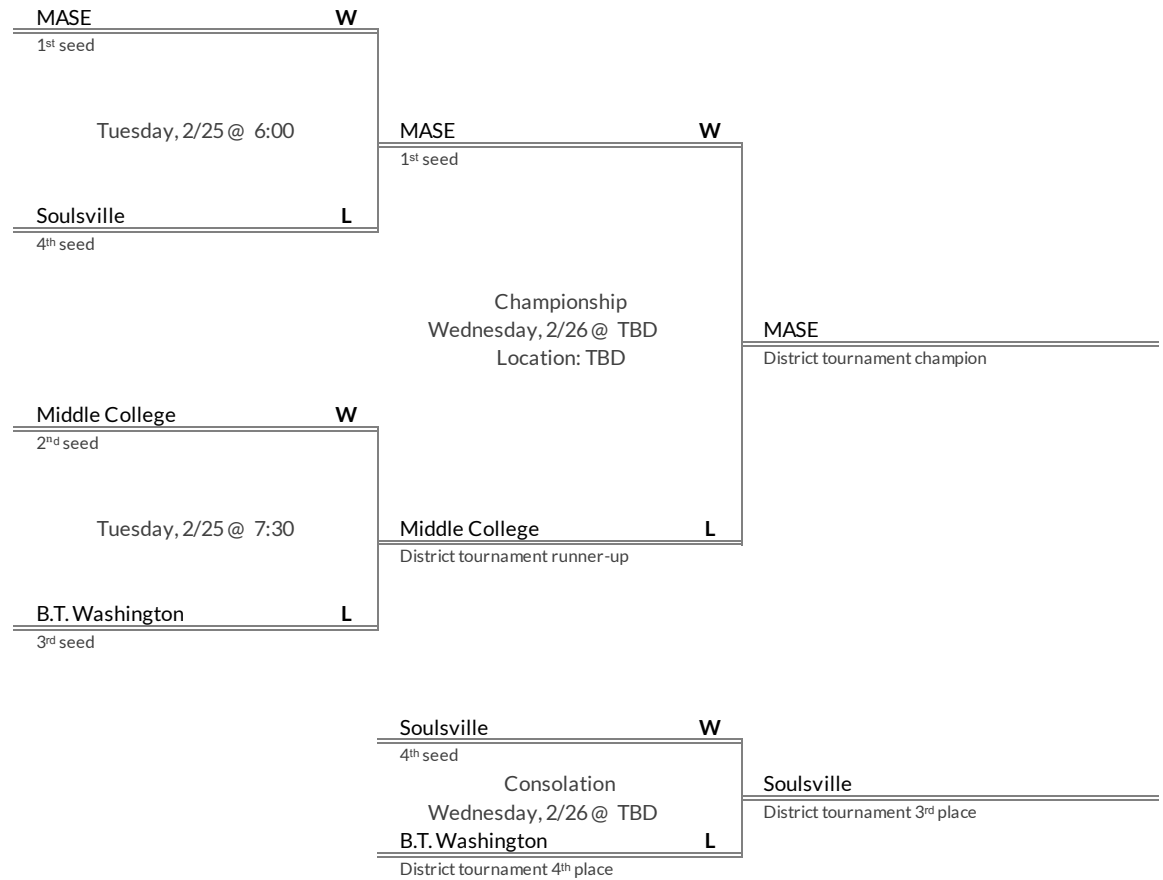 MASE W
1st seed
Tuesday, 2/25 @ 6:00
MASE W
1st seed
Soulsville L
4th seed
Championship
Wednesday, 2/26 @ TBD
Location: TBD
MASE
District tournament champion
Middle College W
2nd seed
Tuesday, 2/25 @ 7:30
Middle College L
District tournament runner-up
B.T. Washington L
3rd seed
Soulsville W
4th seed
Consolation
Wednesday, 2/26 @ TBD
Soulsville
District tournament 3rd place
B.T. Washington L
District tournament 4th place